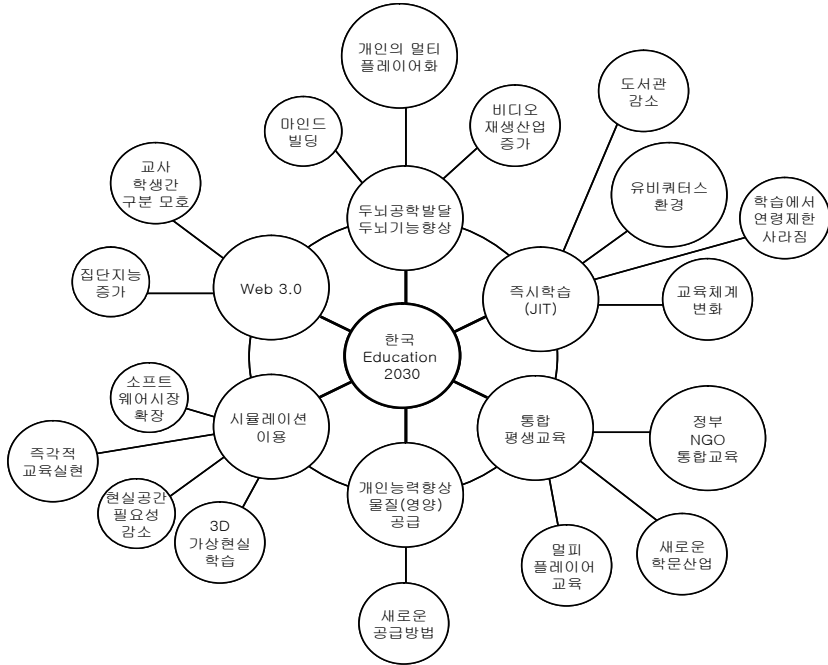 개인의 멀티
플레이어화
마인드
빌딩
비디오
재생산업
증가
도서관
감소
교사
학생간
구분 모호
두뇌공학발달
두뇌기능향상
유비쿼터스
환경
학습에서
연령제한
사라짐
집단지능
증가
Web 3.0
즉시학습
(JIT)
교육체계
변화
한국
Education
2030
소프트
웨어시장
확장
시뮬레이션
이용
통합
평생교육
정부
NGO
통합교육
즉각적
교육실현
현실공간
필요성
감소
3D
가상현실
학습
개인능력향상
물질(영양)
공급
멀피
플레이어
교육
새로운
학문산업
새로운
공급방법